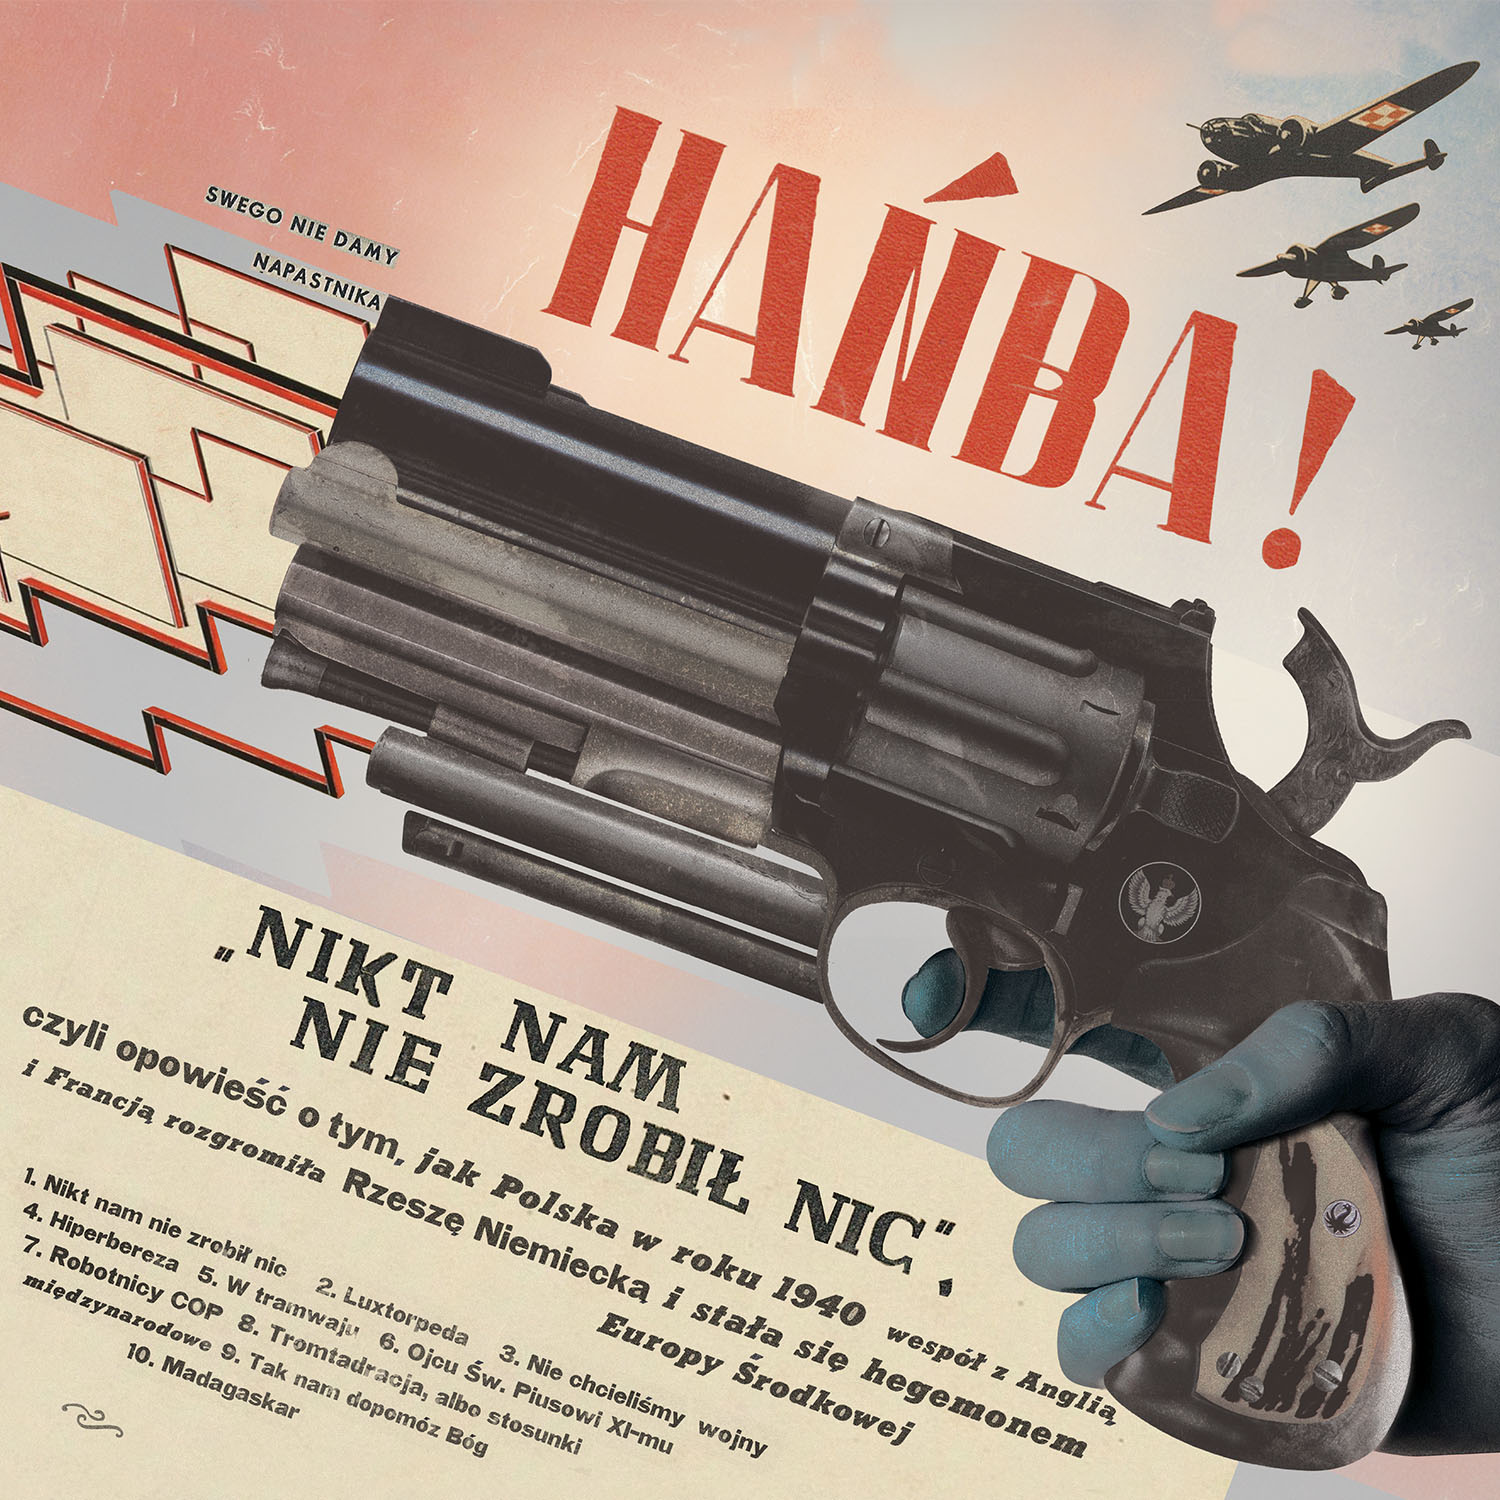 SWEGO NIE DAMY
NAPASTNIKA
HAŃBA!
„NIKT NAM
NIE ZROBIŁ NIC“,
czyli opowieść o tym, jak Polska w roku 1940 wespół z Anglią
i Francją rozgromiła Rzeszę Niemiecką i stała się hegemonem
Europy Środkowej
1. Nikt nam nie zrobił nic 2. Luxtorpeda 3. Nie chcieliśmy wojny
4. Hiperbereza 5. W tramwaju 6. Ojcu Św. Piusowi XI-mu
7. Robotnicy COP 8. Tromtadracja, albo stosunki
międzynarodowe 9. Tak nam dopomóz Bóg
10. Madagaskar